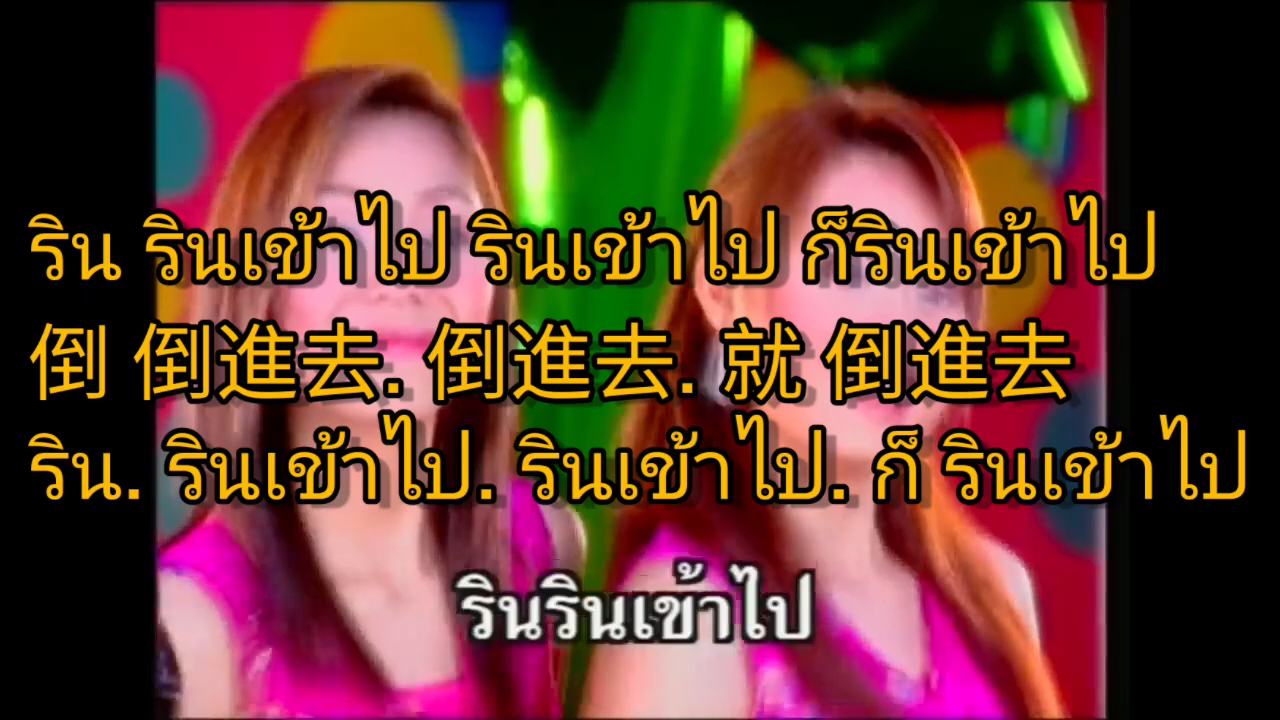 ริน รินเข้าไป รินเข้าไป ก็รินเข้าไป
倒 倒進去. 倒進去. 就 倒進去
ริน. รินเข้าไป. รินเข้าไป. ก็ รินเข้าไป
รินรินเข้าไป